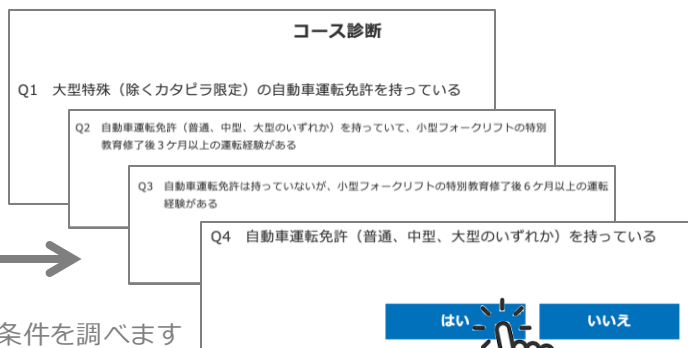 コース診断
Q1 大型特殊（除くカタピラ限定）の自動車運転免許を持っている
Q2 自動車運転免許（普通、中型、大型のいずれか）を持っていて、小型フォークリフトの特別
教育修了後３ケ月以上の運転経験がある
Q3 自動車運転免許は持っていないが、小型フォークリフトの特別教育修了後６ケ月以上の運転
経験がある
Q4 自動車運転免許（普通、中型、大型のいずれか）を持っている
はい
いいえ
条件を調べます